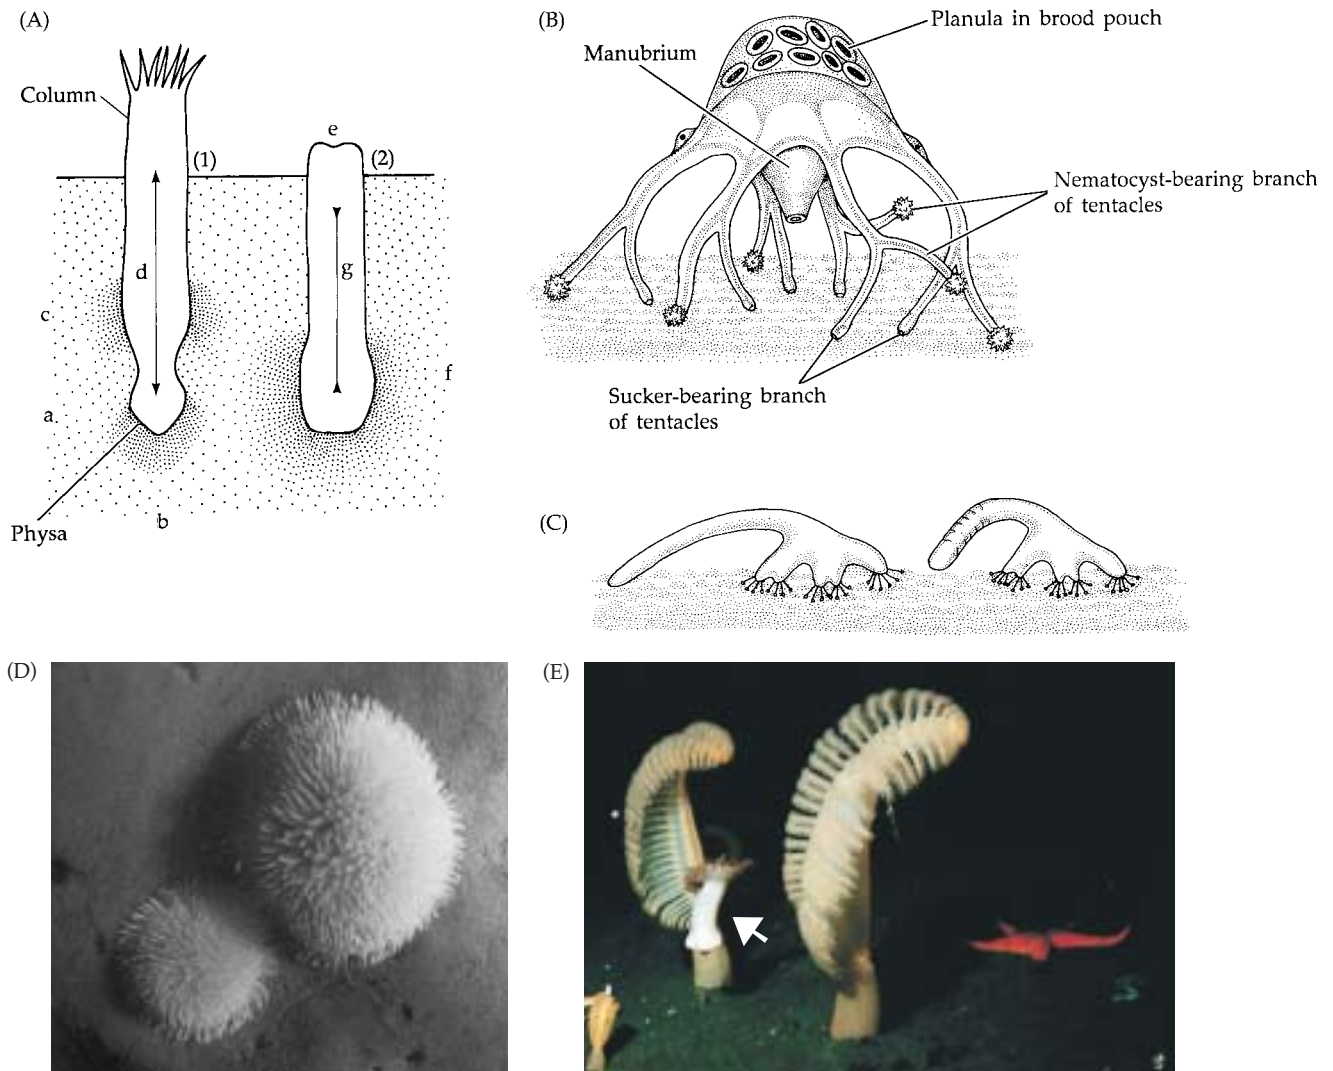 (A)
Column
(1)
e
(2)
d
g
c
f
a
b
Physa
(B)
Planula in brood pouch
Manubrium
Nematocyst-bearing branch
of tentacles
Sucker-bearing branch
of tentacles
(C)
(D)
(E)